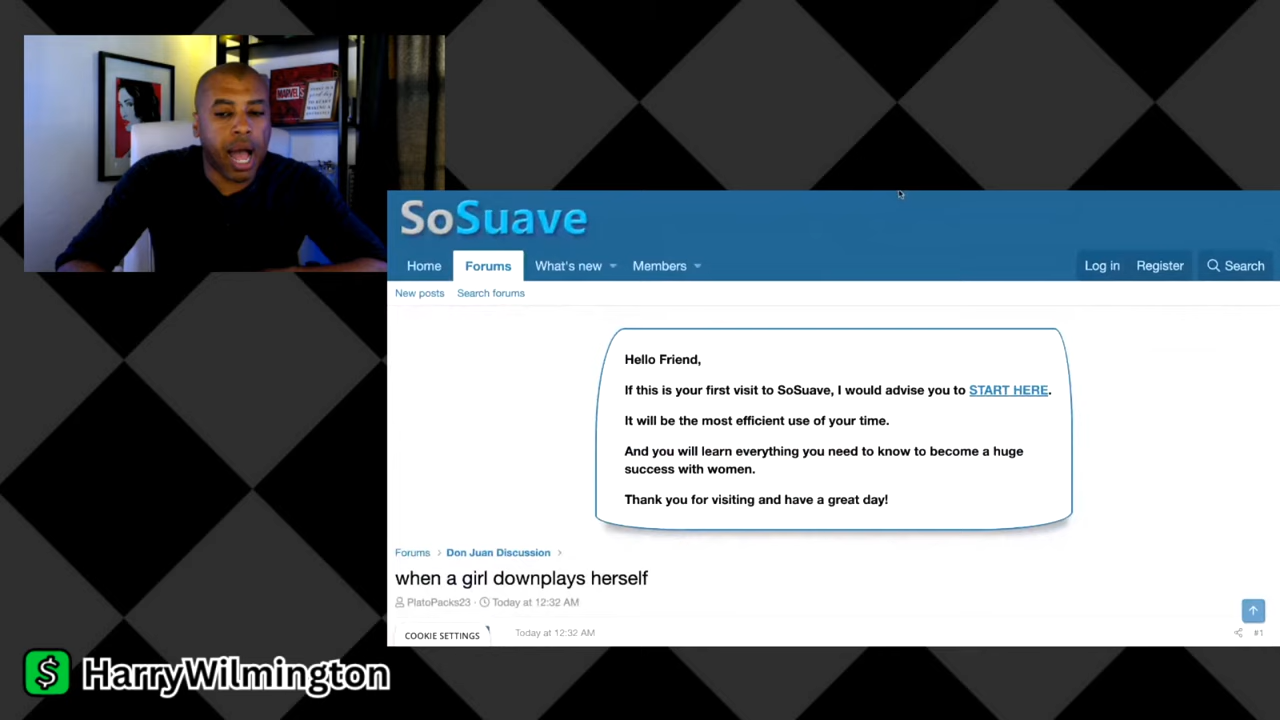 MARVEL
SoSuave
Home
Forums
What's new
Members
Log in
Register
Search
New posts
Search forums
Hello Friend,
If this is your first visit to SoSuave, I would advise you to START HERE.
It will be the most efficient use of your time.
And you will learn everything you need to know to become a huge
success with women.
Thank you for visiting and have a great day!
Forums
Don Juan Discussion
when a girl downplays herself
PlatoPacks23 · Today at 12:32 AM
COOKIE SETTINGS
Today at 12:32 AM
#1
$ HarryWilmington